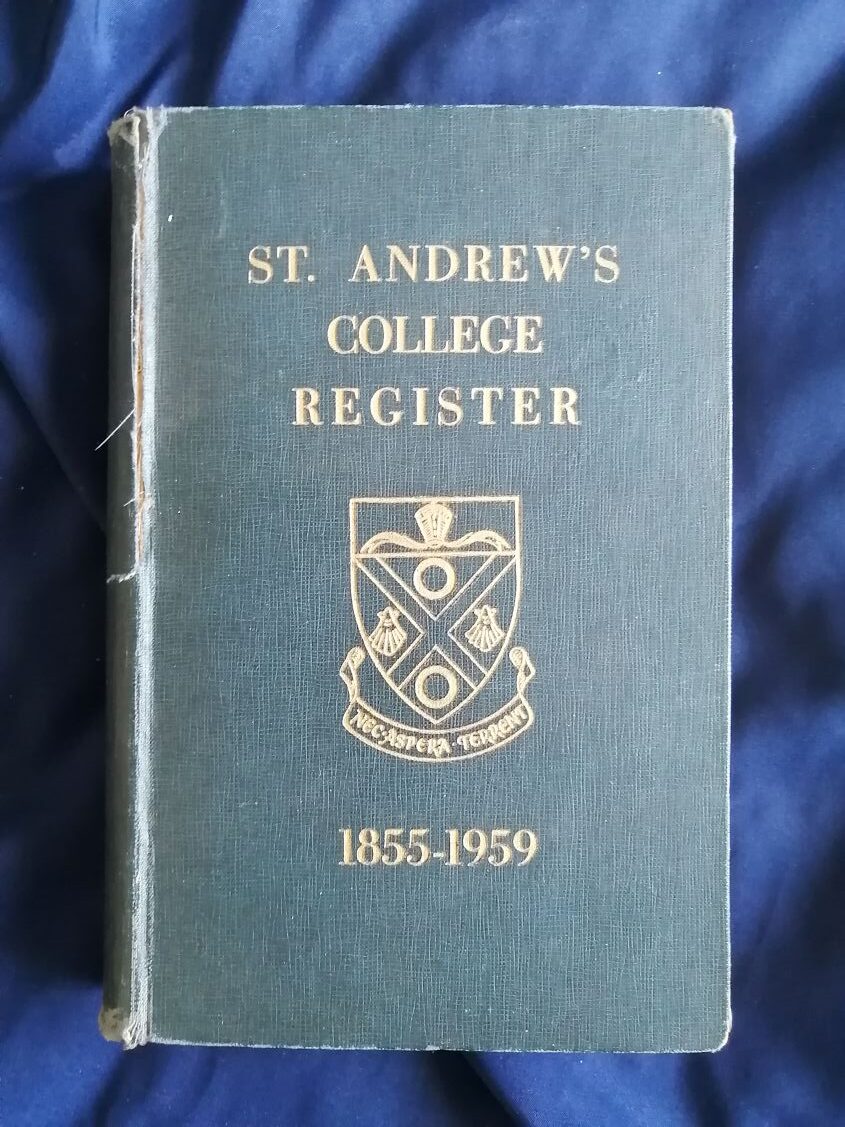 ST. ANDREW'S
COLLEGE
REGISTER
NEC·ASPERA·TERRENT
1855-1959